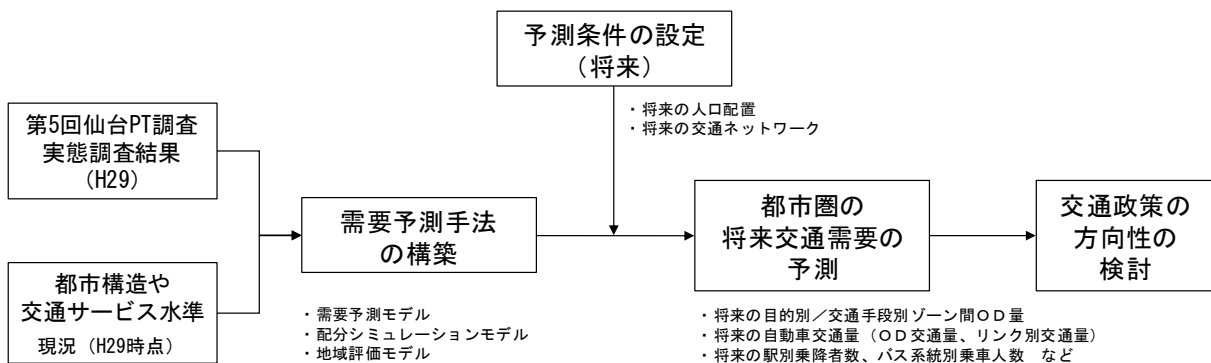 予測条件の設定
（将来）
・将来の人口配置
・将来の交通ネットワーク
第5回仙台PT調査
実態調査結果
（H29）
都市構造や
交通サービス水準
現況（H29時点）
需要予測手法
の構築
・需要予測モデル
・配分シミュレーションモデル
・地域評価モデル
都市圏の
将来交通需要の
予測
・将来の目的別／交通手段別ゾーン間ＯＤ量
・将来の自動車交通量（ＯＤ交通量、リンク別交通量）
・将来の駅別乗降者数、バス系統別乗車人数　など
交通政策の
方向性の
検討